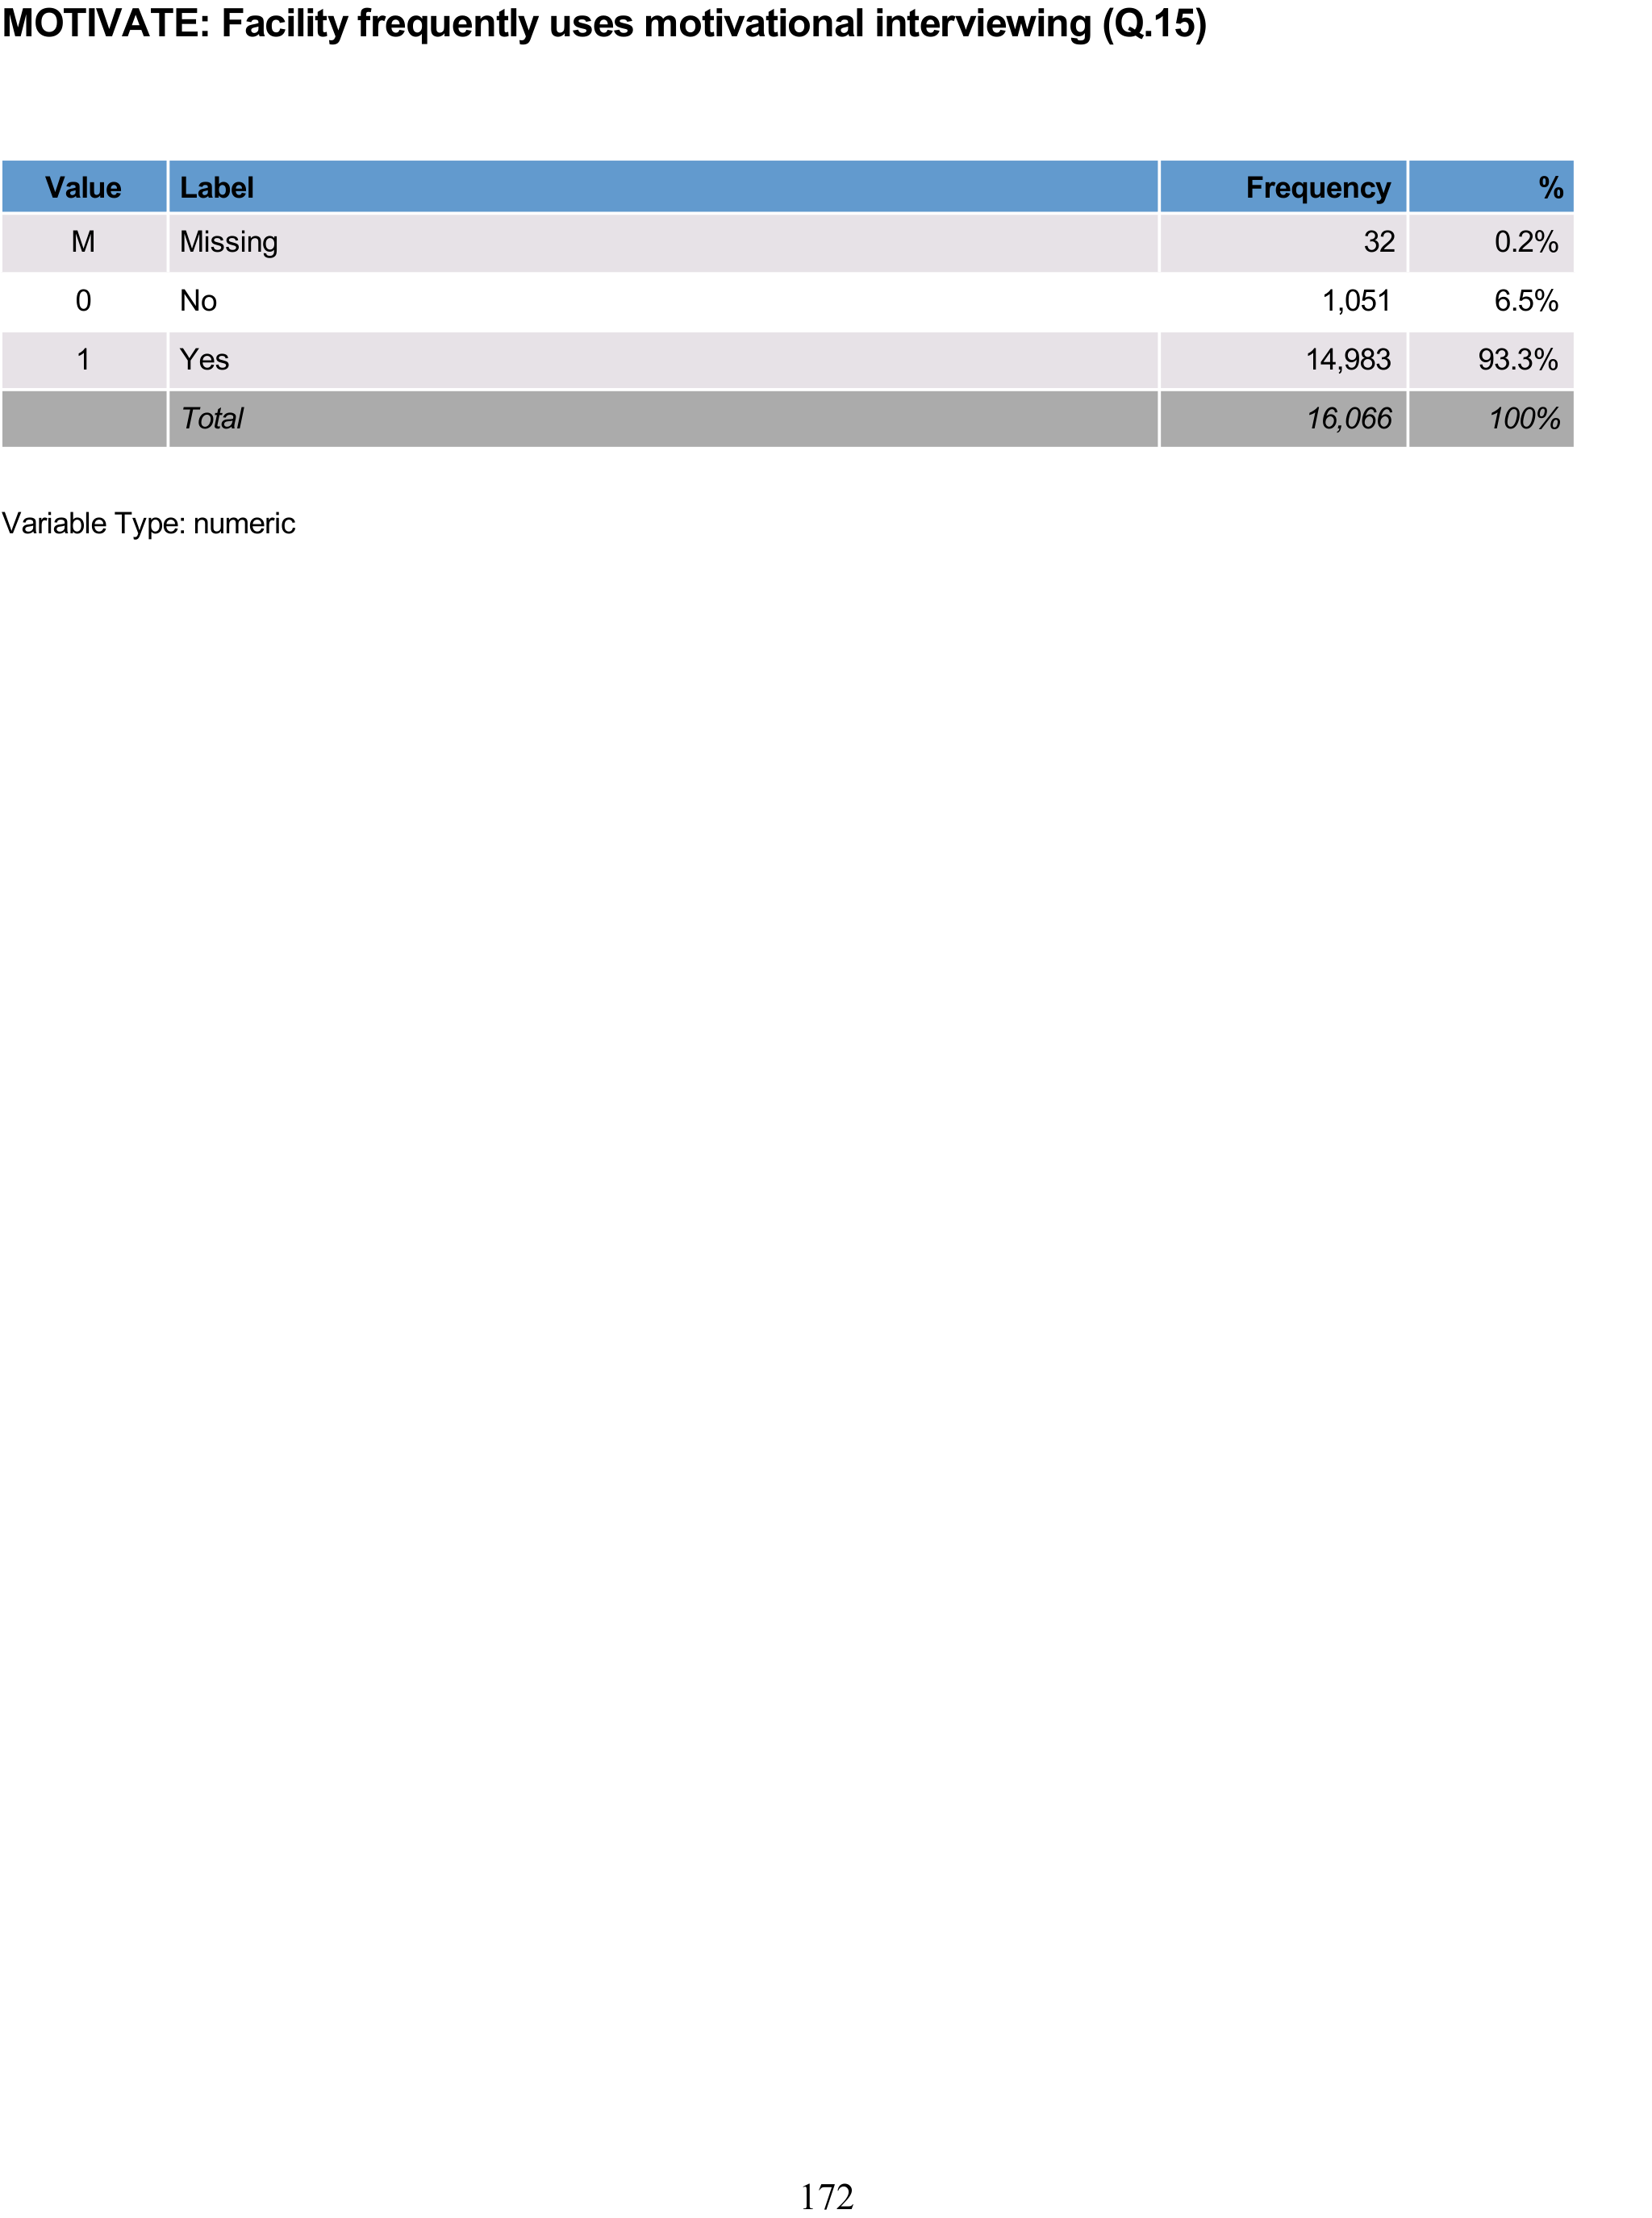 MOTIVATE: Facility frequently uses motivational interviewing (Q.15)
Value Label Frequency %
M Missing 32 0.2%
0 No 1,051 6.5%
1 Yes 14,983 93.3%
Total 16,066 100%
Variable Type: numeric
172